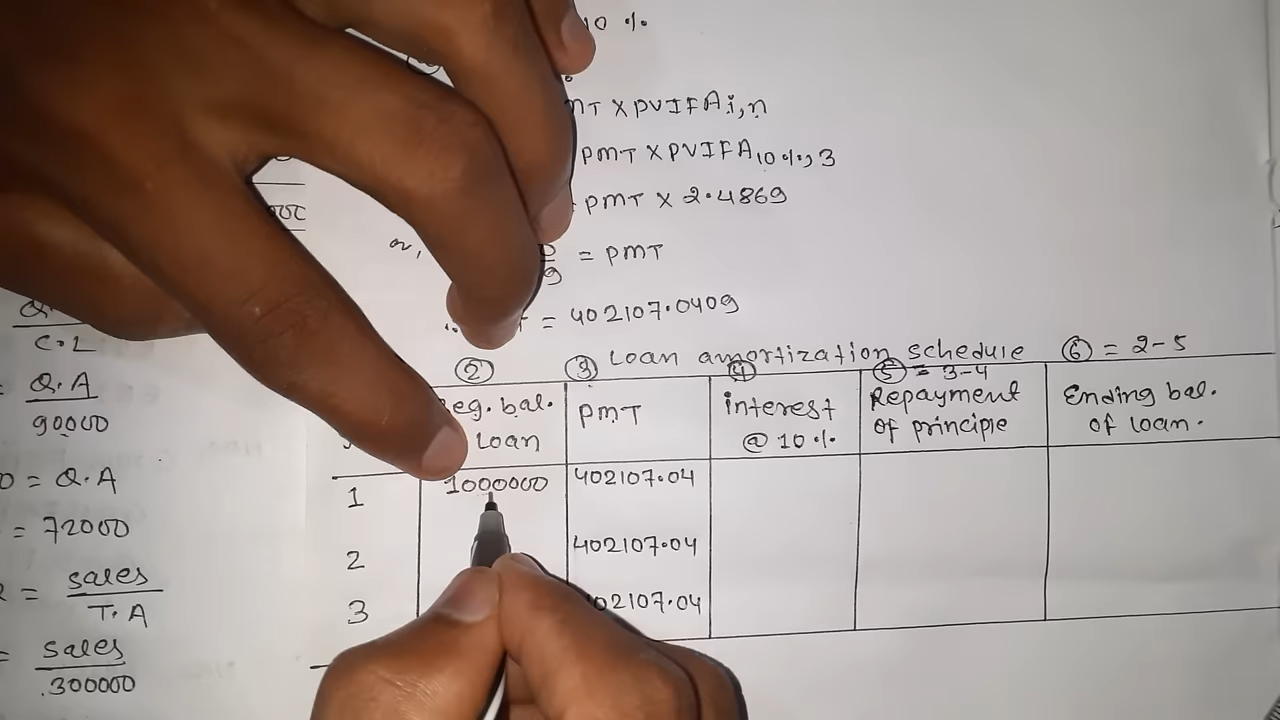 10 %
× PVIFA i,n
PMT × PVIFA 10%, 3
PMT × 2.4869
or,
= PMT
= 402107.0409
Loan amortization schedule
② ③ ④ ⑤ = 3-4 ⑥ = 2-5
bal. PMT interest Repayment Ending bal.
Loan @ 10 % of principle of loan.
1 1000000 402107.04
2 402107.04
3 02107.04
C.L
= Q.A
90000
= Q.A
= 72000
= sales
T.A
= sales
.300000